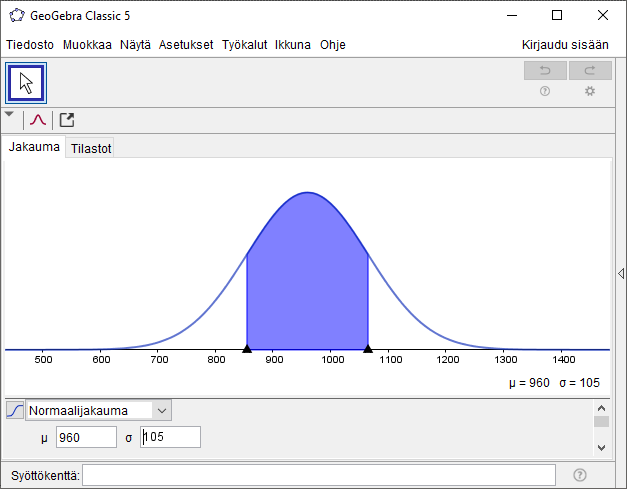 GeoGebra Classic 5
Tiedosto Muokkaa Näytä Asetukset Työkalut Ikkuna Ohje Kirjaudu sisään
Jakauma Tilastot
500 600 700 800 900 1000 1100 1200 1300 1400
μ = 960 σ = 105
Normaalijakauma
μ 960 σ 105
Syöttökenttä: